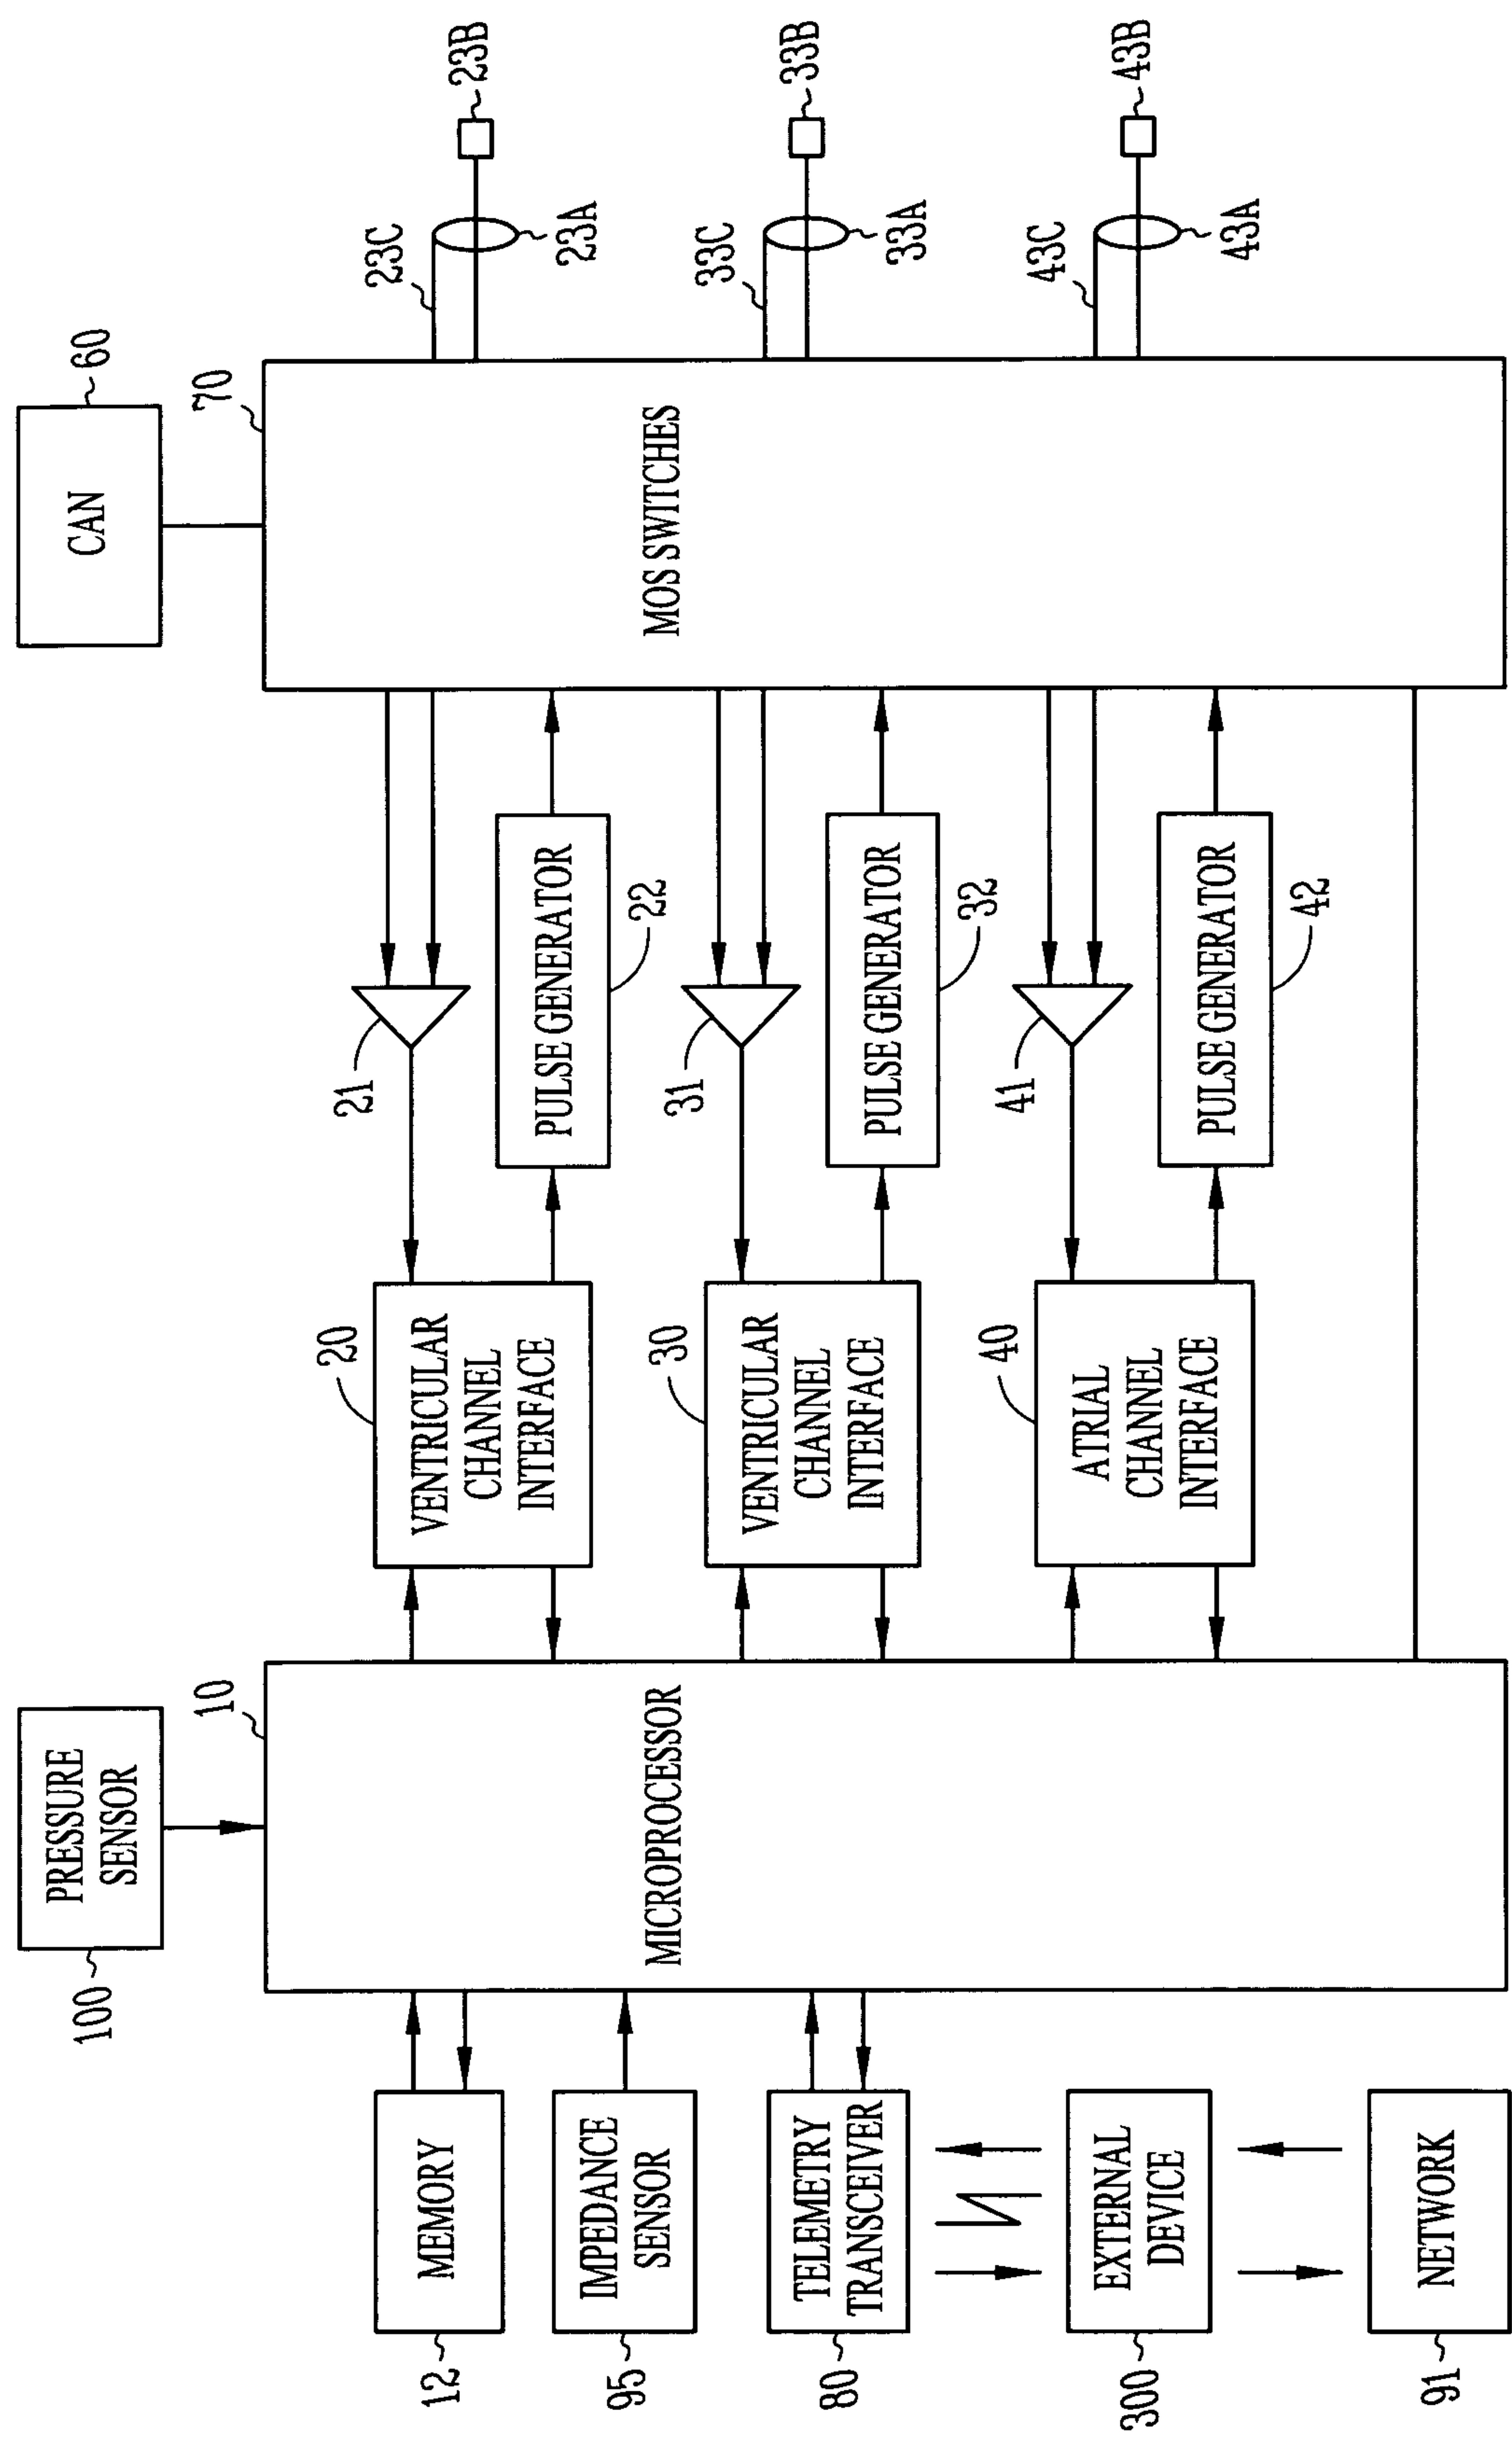 PRESSURE
SENSOR
100
10
CAN
60
70
MEMORY
12
IMPEDANCE
SENSOR
95
TELEMETRY
TRANSCEIVER
80
EXTERNAL
DEVICE
300
NETWORK
91
MICROPROCESSOR
20
VENTRICULAR
CHANNEL
INTERFACE
21
PULSE GENERATOR
22
30
VENTRICULAR
CHANNEL
INTERFACE
31
PULSE GENERATOR
32
40
ATRIAL
CHANNEL
INTERFACE
41
PULSE GENERATOR
42
MOS SWITCHES
23C
23A
23B
33C
33A
33B
43C
43A
43B